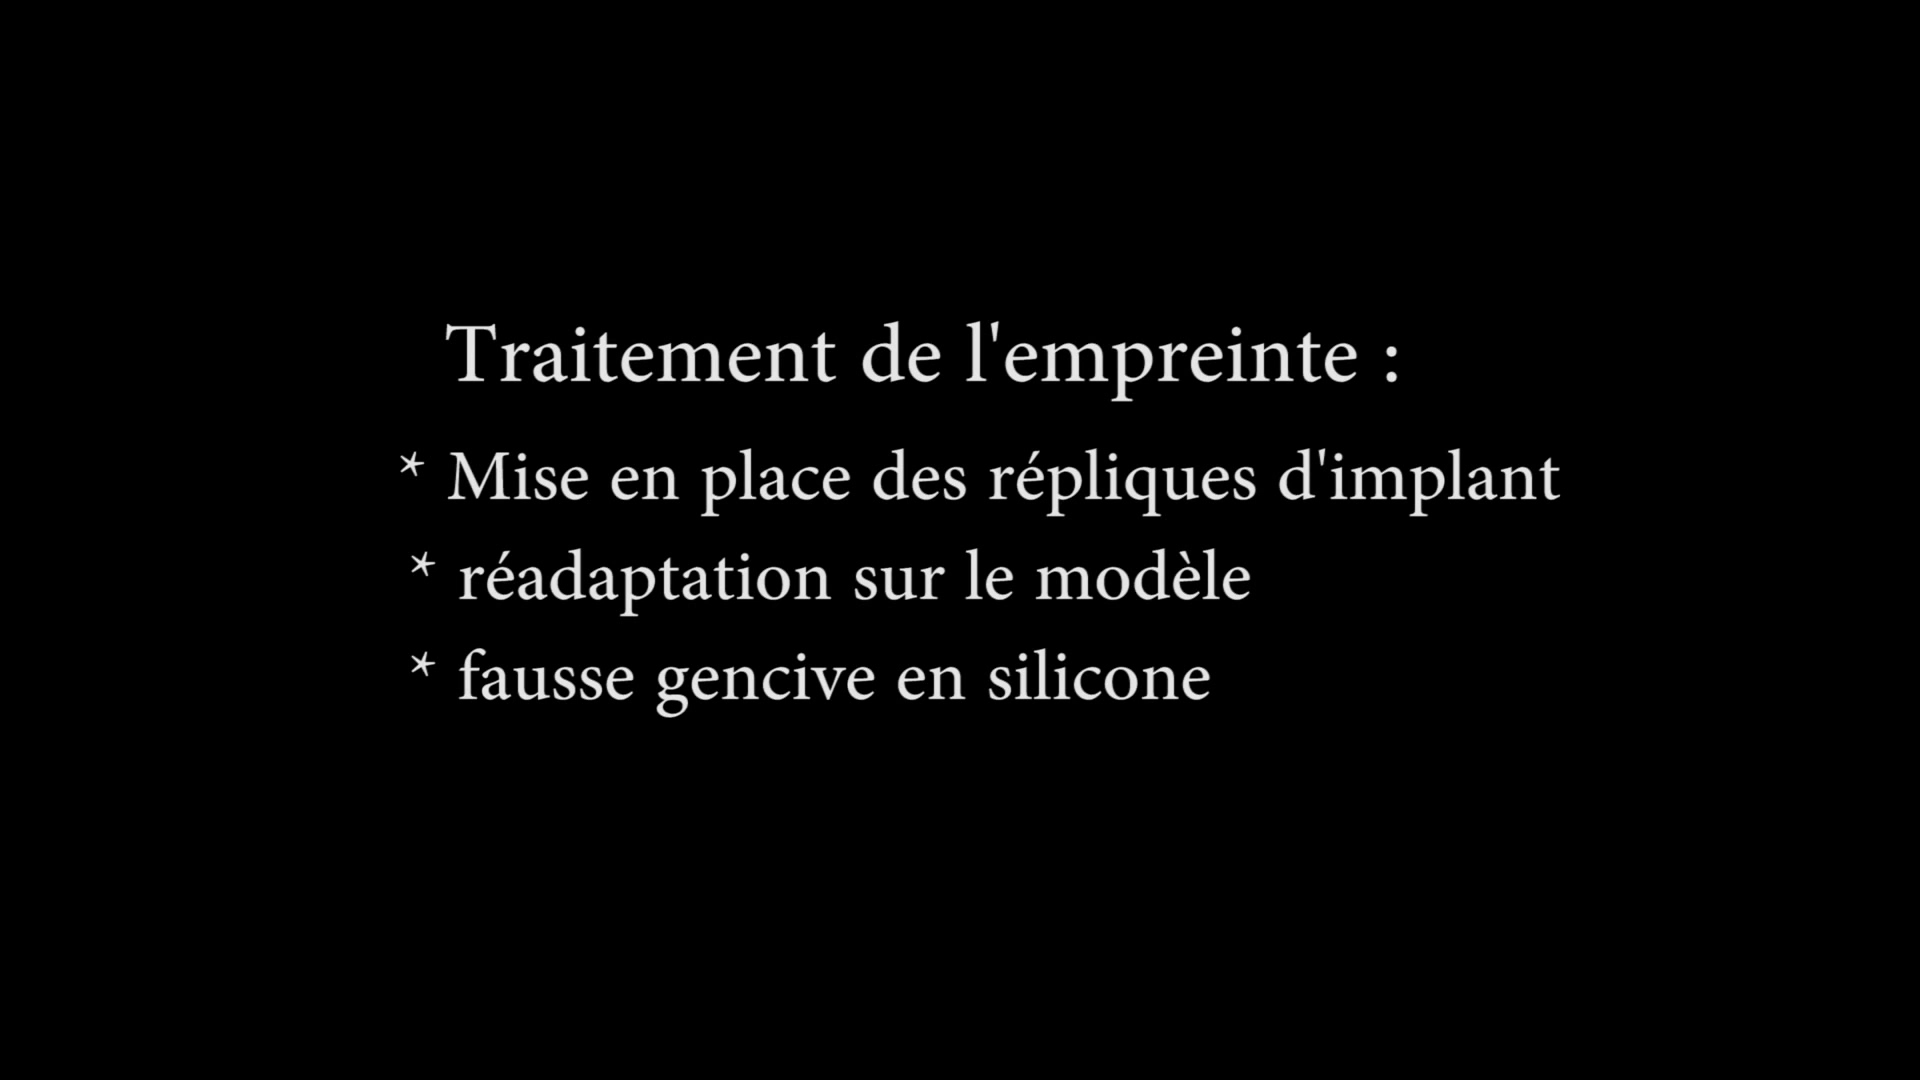 Traitement de l'empreinte :
* Mise en place des répliques d'implant
* réadaptation sur le modèle
* fausse gencive en silicone